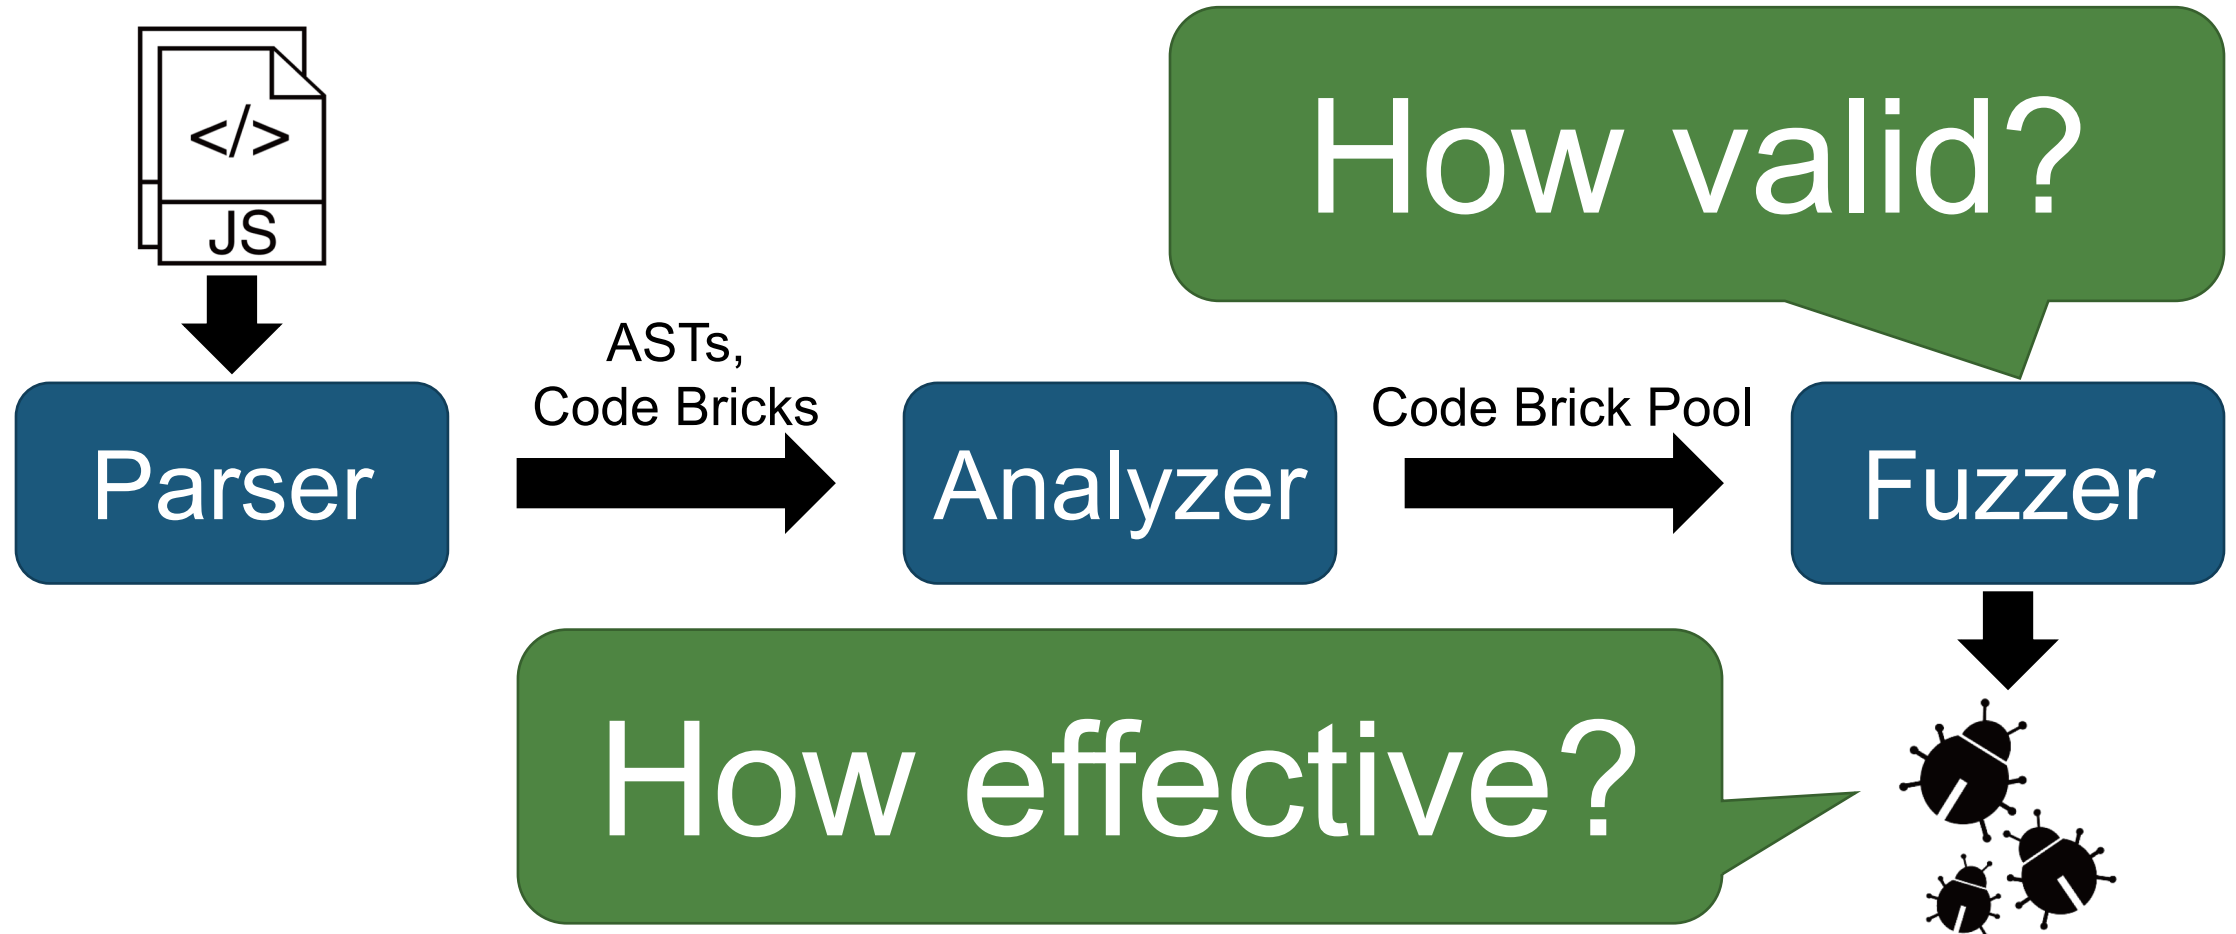 </>
JS
How valid?
ASTs,
Code Bricks
Code Brick Pool
Parser
Analyzer
Fuzzer
How effective?